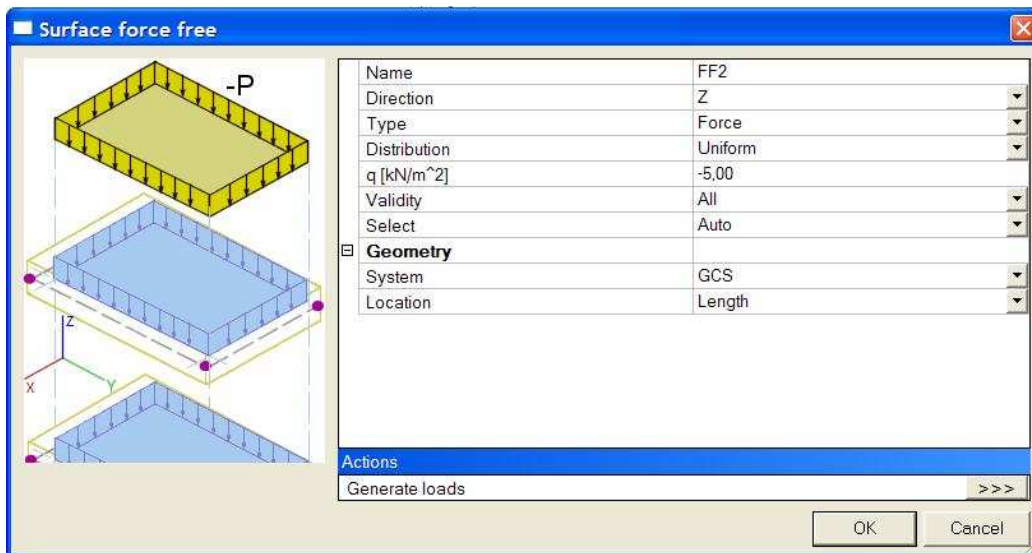 Surface force free
-P
Z
X
Y
Name FF2
Direction Z
Type Force
Distribution Uniform
q [kN/m^2] -5,00
Validity All
Select Auto
Geometry
System GCS
Location Length
Actions
Generate loads >>>
OK Cancel